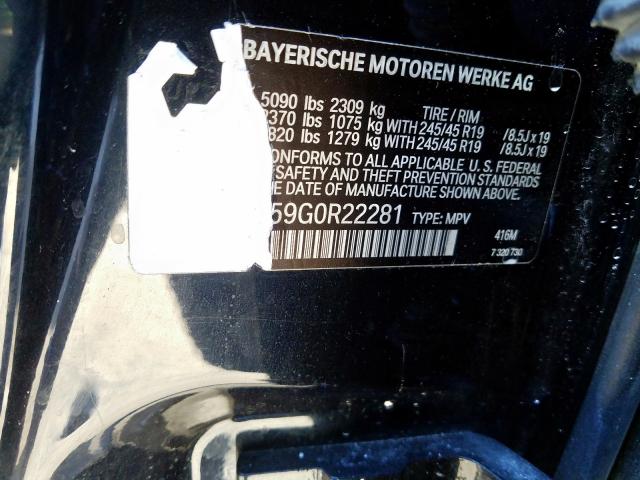 BAYERISCHE MOTOREN WERKE AG
5090 lbs 2309 kg TIRE / RIM
2370 lbs 1075 kg WITH 245/45 R19 /8.5J x 19
820 lbs 1279 kg WITH 245/45 R19 /8.5J x 19
CONFORMS TO ALL APPLICABLE U.S. FEDERAL
SAFETY AND THEFT PREVENTION STANDARDS
HE DATE OF MANUFACTURE SHOWN ABOVE.
59G0R22281 TYPE: MPV
416M
7 320 730